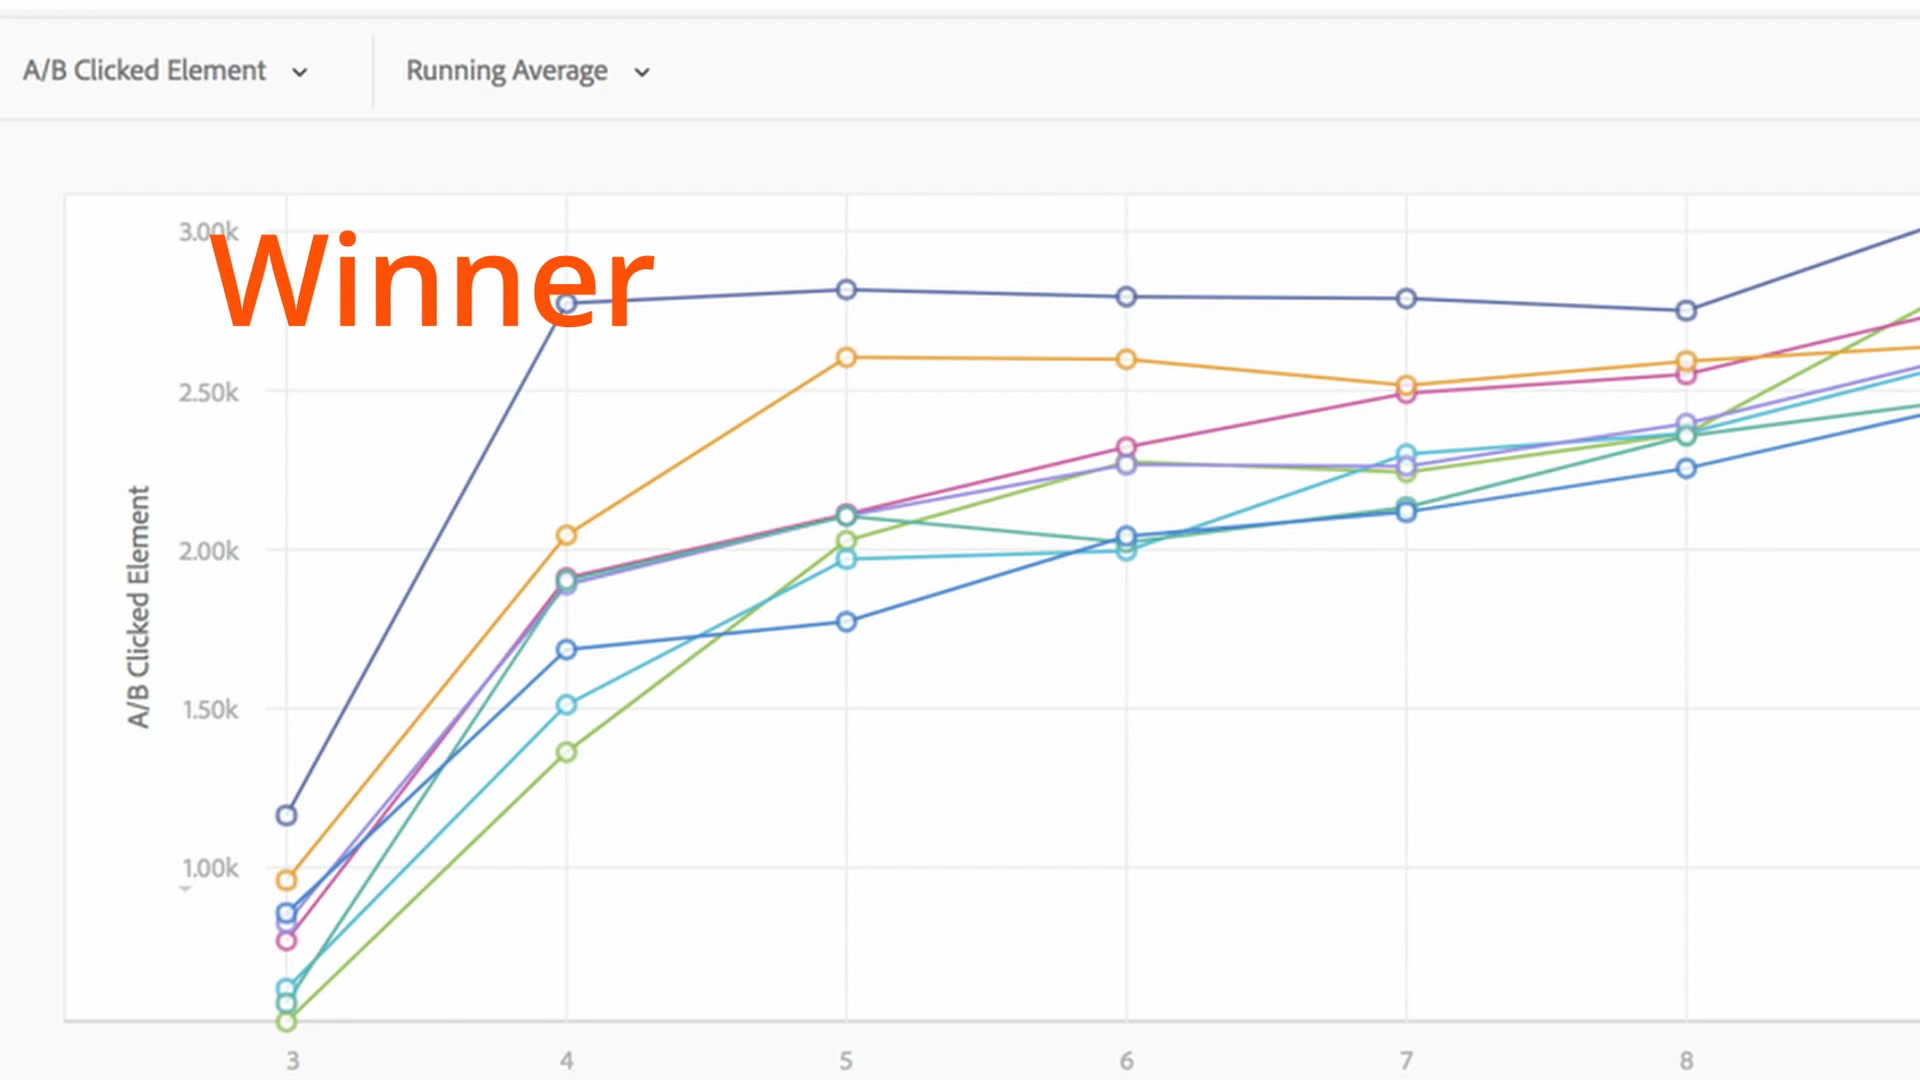 A/B Clicked Element
Running Average
Winner
3.00k
2.50k
2.00k
1.50k
1.00k
A/B Clicked Element
3 4 5 6 7 8